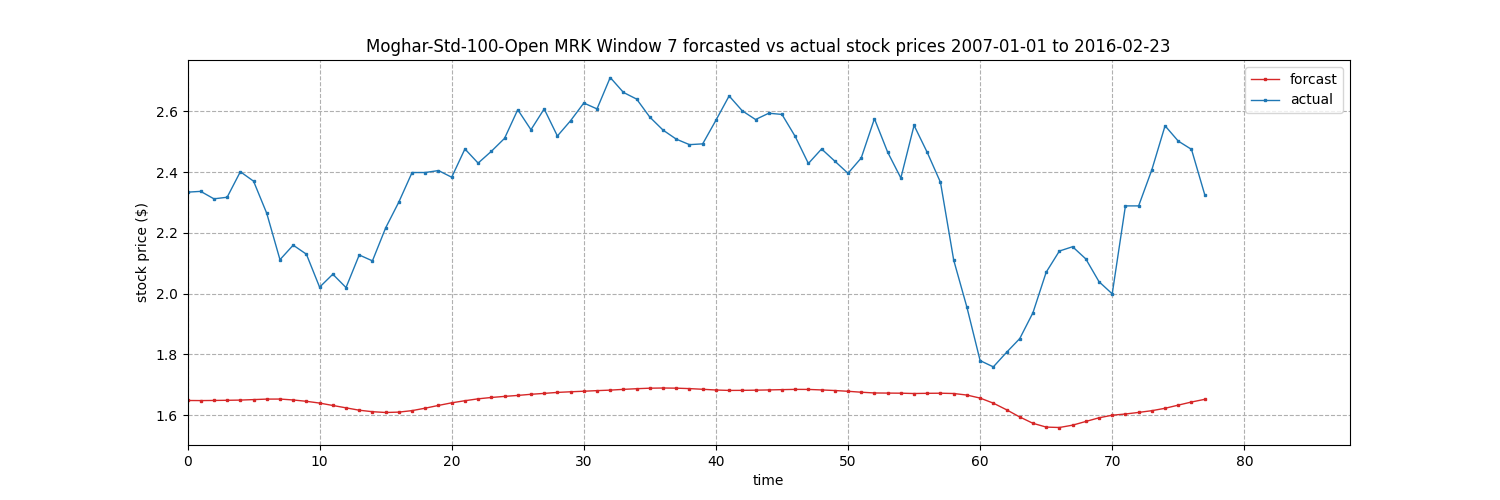 Moghar-Std-100-Open MRK Window 7 forcasted vs actual stock prices 2007-01-01 to 2016-02-23
forcast
actual
stock price ($)
2.6
2.4
2.2
2.0
1.8
1.6
0 10 20 30 40 50 60 70 80
time